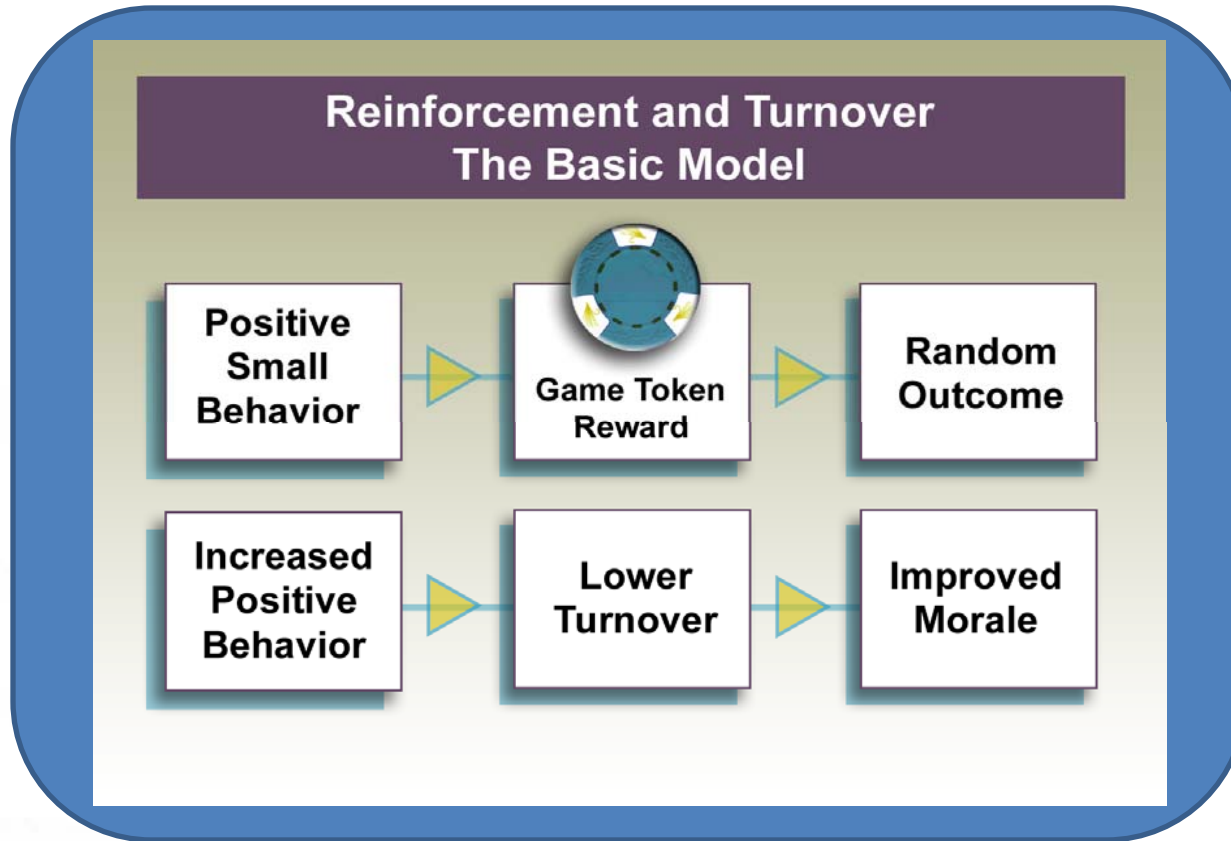 Reinforcement and Turnover
The Basic Model
Positive
Small
Behavior
Game Token
Reward
Random
Outcome
Increased
Positive
Behavior
Lower
Turnover
Improved
Morale